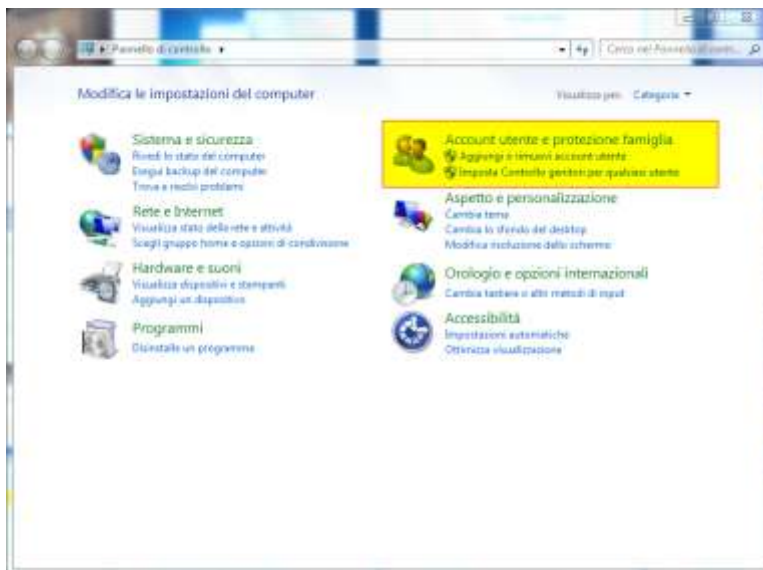 Pannello di controllo
Cerca nel Pannello di
Modifica le impostazioni del computer
Visualizza per: Categoria
Sistema e sicurezza
Rivedi lo stato del computer
Esegui backup del computer
Trova e risolvi problemi
Rete e Internet
Visualizza stato della rete e attività
Scegli gruppo home e opzioni di condivisione
Hardware e suoni
Visualizza dispositivi e stampanti
Aggiungi un dispositivo
Programmi
Disinstalla un programma
Account utente e protezione famiglia
Aggiungi o rimuovi account utente
Imposta Controllo genitori per qualsiasi utente
Aspetto e personalizzazione
Cambia tema
Cambia lo sfondo del desktop
Modifica risoluzione dello schermo
Orologio e opzioni internazionali
Cambia tastiere o altri metodi di input
Accessibilità
Impostazioni automatiche
Ottimizza visualizzazione